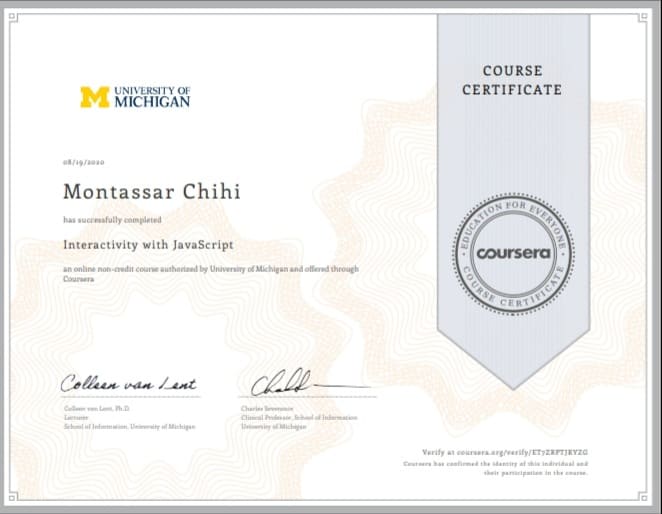 UNIVERSITY OF
MICHIGAN
COURSE
CERTIFICATE
08/19/2020
Montassar Chihi
has successfully completed
Interactivity with JavaScript
an online non-credit course authorized by University of Michigan and offered through
Coursera
EDUCATION FOR EVERYONE
coursera
COURSE CERTIFICATE
Colleen van Lent
Colleen van Lent, Ph.D.
Lecturer
School of Information, University of Michigan
Charles Severance
Clinical Professor, School of Information
University of Michigan
Verify at coursera.org/verify/ET7ZRPTJRYZG
Coursera has confirmed the identity of this individual and
their participation in the course.